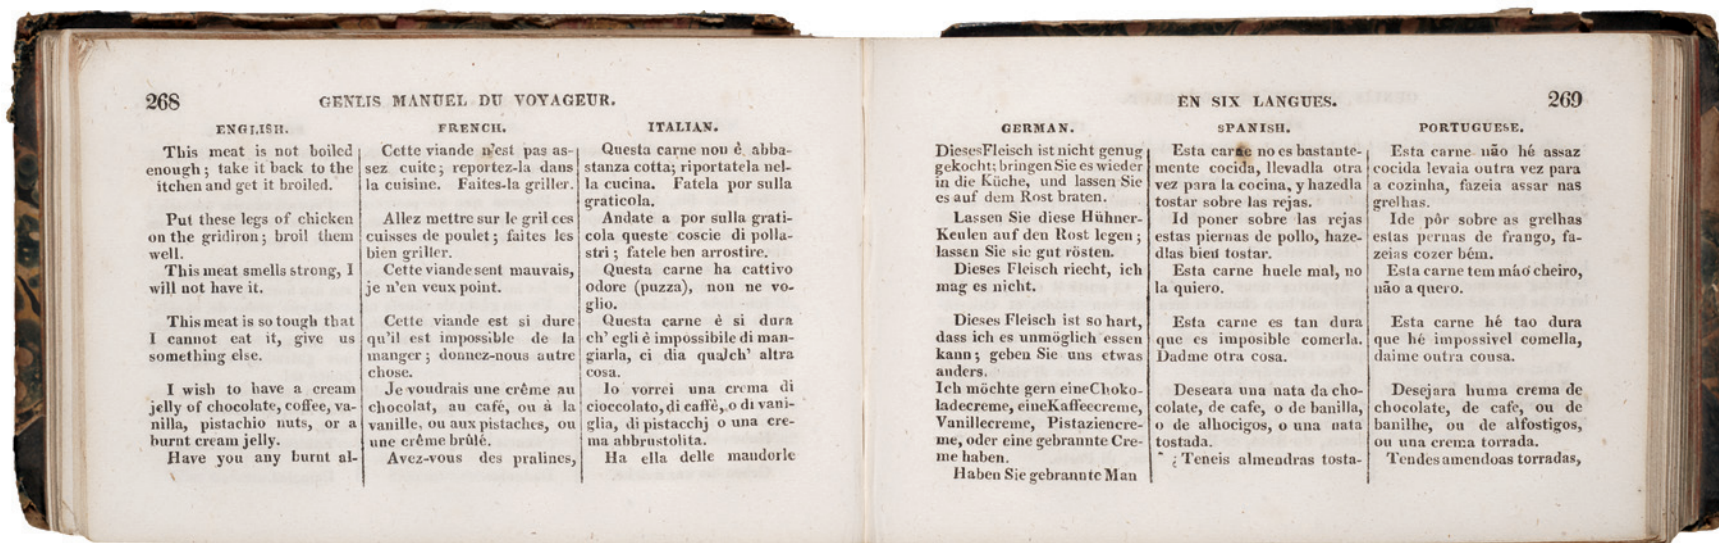 268
GENLIS MANUEL DU VOYAGEUR.
ENGLISH.
This meat is not boiled
enough; take it back to the
itchen and get it broiled.
Put these legs of chicken
on the gridiron; broil them
well.
This meat smells strong, I
will not have it.
This meat is so tough that
I cannot eat it, give us
something else.
I wish to have a cream
jelly of chocolate, coffee, va-
nilla, pistachio nuts, or a
burnt cream jelly.
Have you any burnt al-
FRENCH.
Cette viande n'est pas as-
sez cuite; reportez-la dans
la cuisine. Faites-la griller.
Allez mettre sur le gril ces
cuisses de poulet; faites les
bien griller.
Cette viande sent mauvais,
je n'en veux point.
Cette viande est si dure
qu'il est impossible de la
manger; donnez-nous autre
chose.
Je voudrais une crême au
chocolat, au café, ou à la
vanille, ou aux pistaches, ou
une crême brûlé.
Avez-vous des pralines,
ITALIAN.
Questa carne non è abba-
stanza cotta; riportatela nel-
la cucina. Fatela por sulla
graticola.
Andate a por sulla grati-
cola queste coscie di polla-
stri; fatele ben arrostire.
Questa carne ha cattivo
odore (puzza), non ne vo-
glio.
Questa carne è si dura
ch' egli è impossibile di man-
giarla, ci dia qualch' altra
cosa.
Io vorrei una crema di
cioccolato, di caffè, o di vani-
glia, di pistacchj o una cre-
ma abbrustolita.
Ha ella delle mandorle
EN SIX LANGUES.
269
GERMAN.
Dieses Fleisch ist nicht genug
gekocht; bringen Sie es wieder
in die Küche, und lassen Sie
es auf dem Rost braten.
Lassen Sie diese Hühner-
Keulen auf den Rost legen;
lassen Sie sie gut rösten.
Dieses Fleisch riecht, ich
mag es nicht.
Dieses Fleisch ist so hart,
dass ich es unmöglich essen
kann; geben Sie uns etwas
anders.
Ich möchte gern eine Choko-
ladecreme, eine Kaffeecreme,
Vanillecreme, Pistaziencre-
me, oder eine gebrannte Cre-
me haben.
Haben Sie gebrannte Man
SPANISH.
Esta carne no es bastante-
mente cocida, llevadla otra
vez para la cocina, y hazedla
tostar sobre las rejas.
Id poner sobre las rejas
estas piernas de pollo, haze-
dlas bien tostar.
Esta carne huele mal, no
la quiero.
Esta carne es tan dura
que es imposible comerla.
Dadme otra cosa.
Deseara una nata da cho-
colate, de cafe, o de banilla,
o de alhocigos, o una nata
tostada.
¿Teneis almendras tosta-
PORTUGUESE.
Esta carne não hé assaz
cocida levaia outra vez para
a cozinha, fazeia assar nas
grelhas.
Ide pôr sobre as grelhas
estas pernas de frango, fa-
zeias cozer bém.
Esta carne tem máo cheiro,
não a quero.
Esta carne hé tao dura
que hé impossivel comella,
daime outra cousa.
Desejara huma crema de
chocolate, de cafe, ou de
banilhe, ou de alfostigos,
ou una crema torrada.
Tendes amendoas torradas,